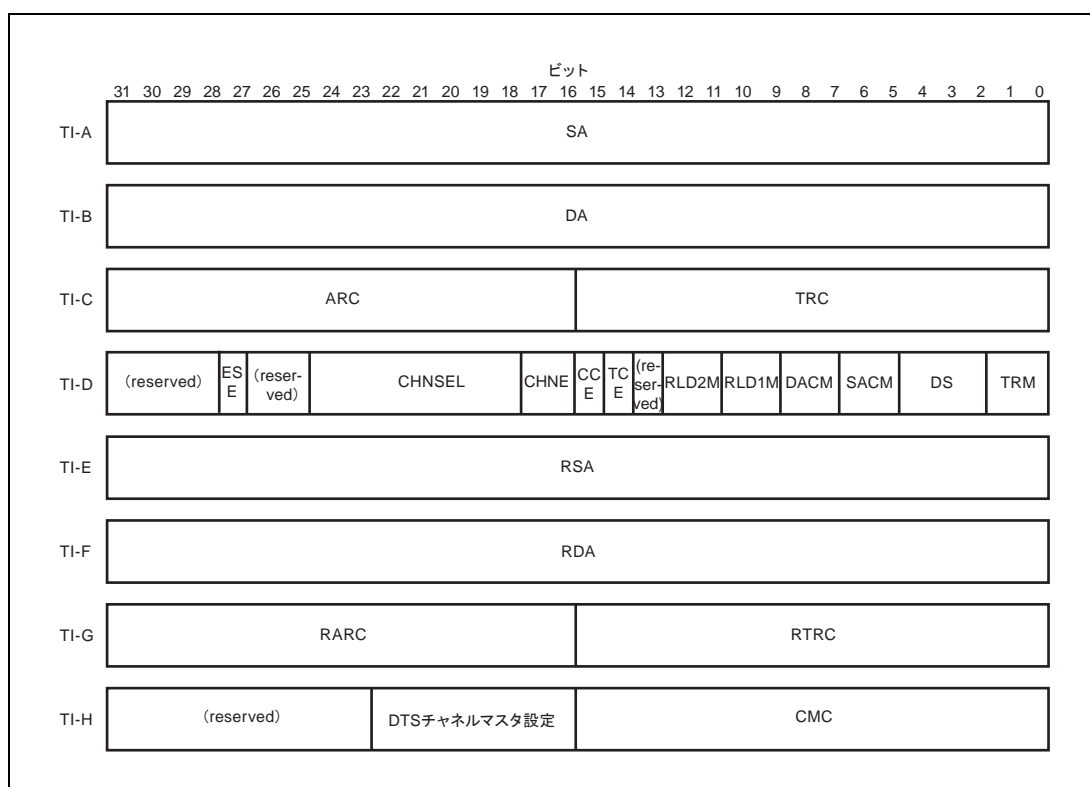 ビット
31 30 29 28 27 26 25 24 23 22 21 20 19 18 17 16 15 14 13 12 11 10 9 8 7 6 5 4 3 2 1 0
TI-A SA
TI-B DA
TI-C ARC TRC
TI-D (reserved) ES
E (reser-
ved) CHNSEL CHNE CC
E TC
E (re-
ser-
ved) RLD2M RLD1M DACM SACM DS TRM
TI-E RSA
TI-F RDA
TI-G RARC RTRC
TI-H (reserved) DTSチャネルマスタ設定 CMC